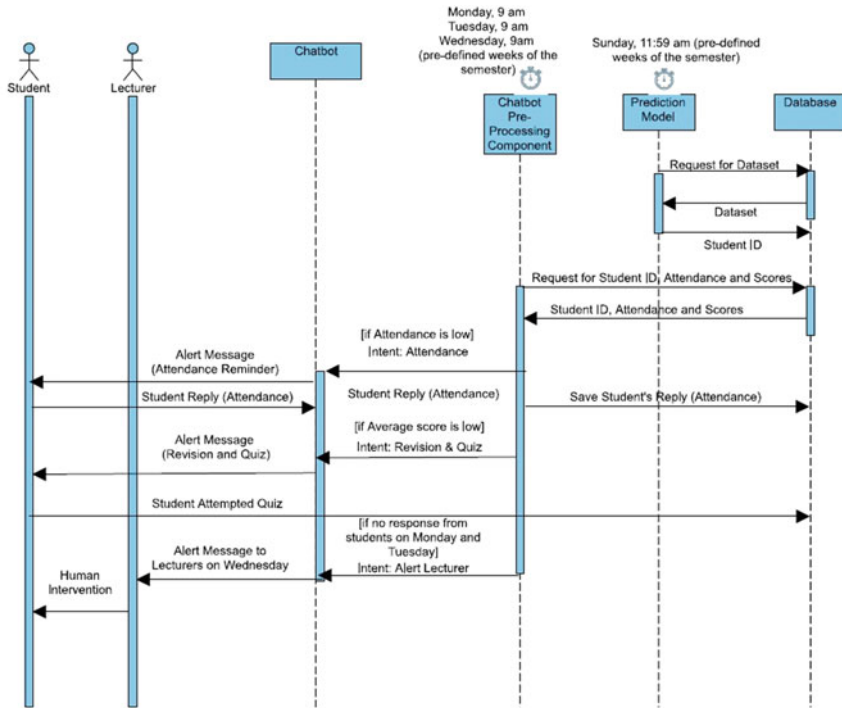 Monday, 9 am
Tuesday, 9 am
Wednesday, 9am
(pre-defined weeks of the
semester)
Sunday, 11:59 am (pre-defined
weeks of the semester)
Student
Lecturer
Chatbot
Chatbot
Pre-
Processing
Component
Prediction
Model
Database
Request for Dataset
Dataset
Student ID
Request for Student ID, Attendance and Scores
Student ID, Attendance and Scores
[if Attendance is low]
Intent: Attendance
Alert Message
(Attendance Reminder)
Student Reply (Attendance)
Student Reply (Attendance)
Save Student's Reply (Attendance)
[if Average score is low]
Intent: Revision & Quiz
Alert Message
(Revision and Quiz)
Student Attempted Quiz
[if no response from
students on Monday and
Tuesday]
Intent: Alert Lecturer
Alert Message to
Lecturers on Wednesday
Human
Intervention